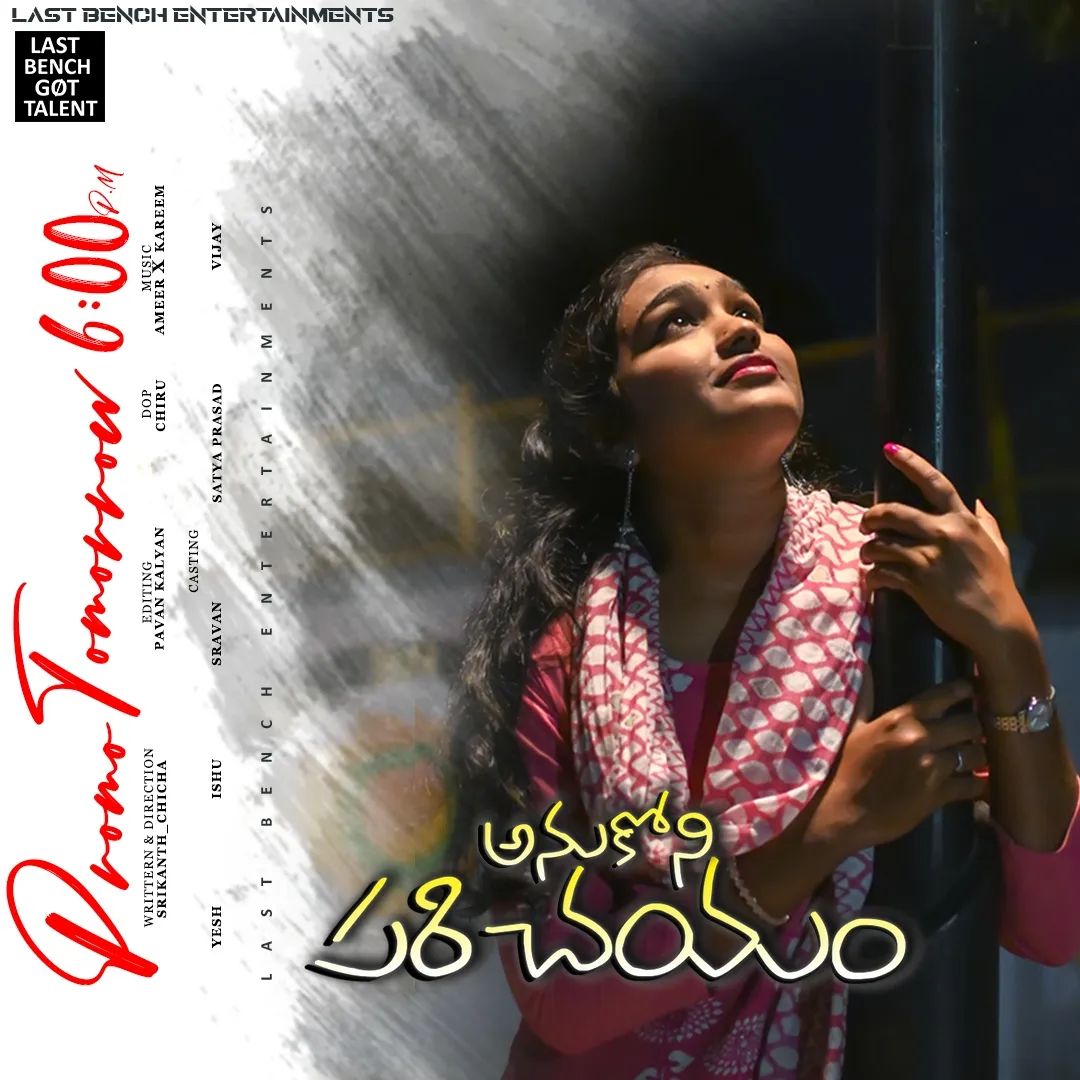 LAST BENCH ENTERTAINMENTS
LAST
BENCH
GØT
TALENT
Promo Tomorrow 6:00 P.M
WRITTERN & DIRECTION
SRIKANTH_CHICHA
EDITING
PAVAN KALYAN
DOP
CHIRU
MUSIC
AMEER X KAREEM
CASTING
YESH
ISHU
SRAVAN
SATYA PRASAD
VIJAY
LAST BENCH ENTERTAINMENTS
అనుకోని
పరిచయం